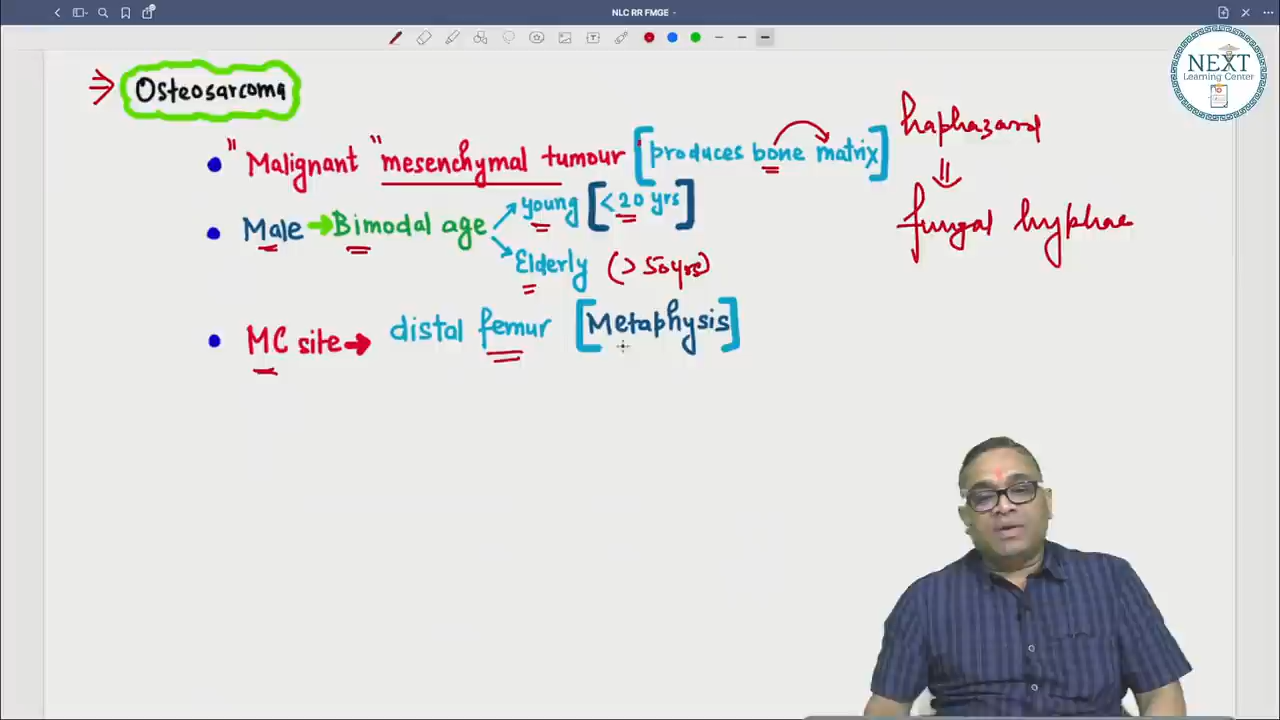 NLC RR FMGE
NEXT
Learning Center
Osteosarcoma
" Malignant "mesenchymal tumour [produces bone matrix]
Male → Bimodal age
young [<20 yrs]
Elderly (>50yrs)
MC site → distal femur [Metaphysis]
haphazard
fungal hyphae